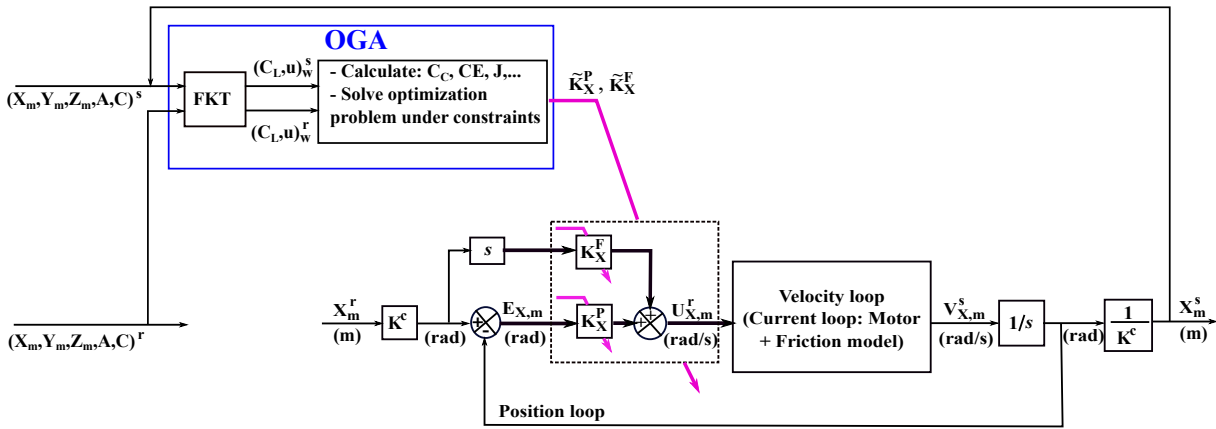 OGA
(X_m,Y_m,Z_m,A,C)^s
FKT
(C_L,u)_w^s
(C_L,u)_w^r
- Calculate: C_C, CE, J,...
- Solve optimization
problem under constraints
K̃_X^P , K̃_X^F
(X_m,Y_m,Z_m,A,C)^r
s
K_X^F
X_m^r
(m)
K^c
(rad)
+
-
E_X,m
(rad)
K_X^P
+
+
U_X,m^r
(rad/s)
Velocity loop
(Current loop: Motor
+ Friction model)
V_X,m^s
(rad/s)
1/s
(rad)
1
K^c
X_m^s
(m)
Position loop